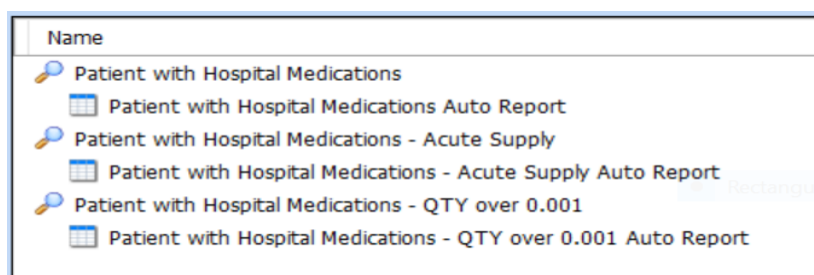 Name
Patient with Hospital Medications
Patient with Hospital Medications Auto Report
Patient with Hospital Medications - Acute Supply
Patient with Hospital Medications - Acute Supply Auto Report
Rectangu
Patient with Hospital Medications - QTY over 0.001
Patient with Hospital Medications - QTY over 0.001 Auto Report